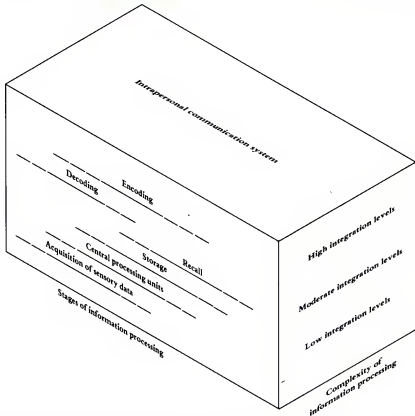 Intrapersonal communication system
Encoding
Decoding
Storage Recall
Central processing units
Acquisition of sensory data
Stages of information processing
High integration levels
Moderate integration levels
Low integration levels
Complexity of
information processing